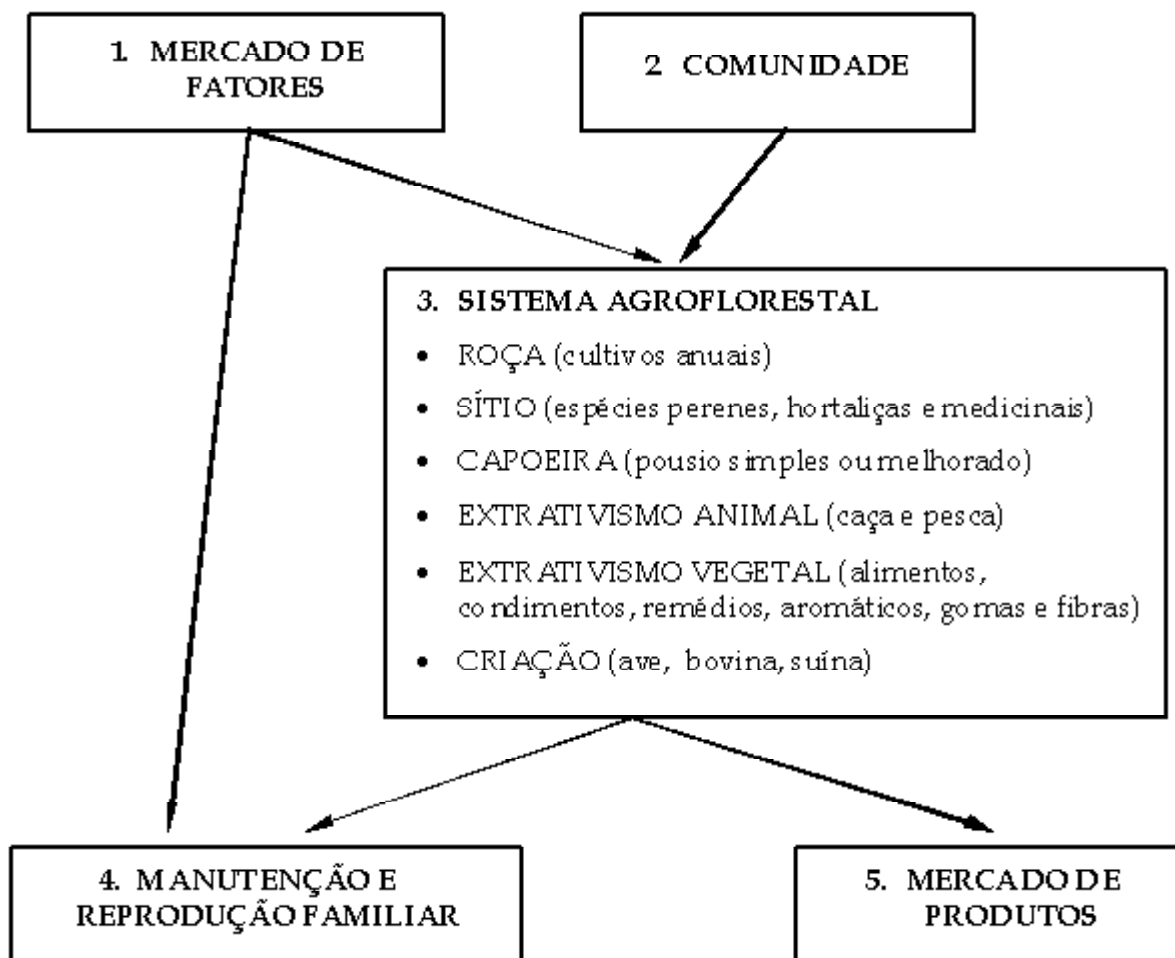 1. MERCADO DE
FATORES
2 COMUNIDADE
3. SISTEMA AGROFLORESTAL
• ROÇA (cultivos anuais)
• SÍTIO (espécies perenes, hortaliças e medicinais)
• CAPOEIRA (pousio simples ou melhorado)
• EXTRATIVISMO ANIMAL (caça e pesca)
• EXTRATIVISMO VEGETAL (alimentos,
condimentos, remédios, aromáticos, gomas e fibras)
• CRIAÇÃO (ave, bovina, suína)
4. MANUTENÇÃO E
REPRODUÇÃO FAMILIAR
5. MERCADO DE
PRODUTOS